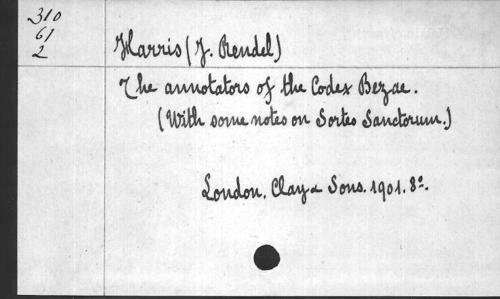 310
61
2
Harris (J. Rendel)
The annotators of the Codex Bezae.
(With some notes on Sortes Sanctorum.)
London. Clay & Sons. 1901. 8º.